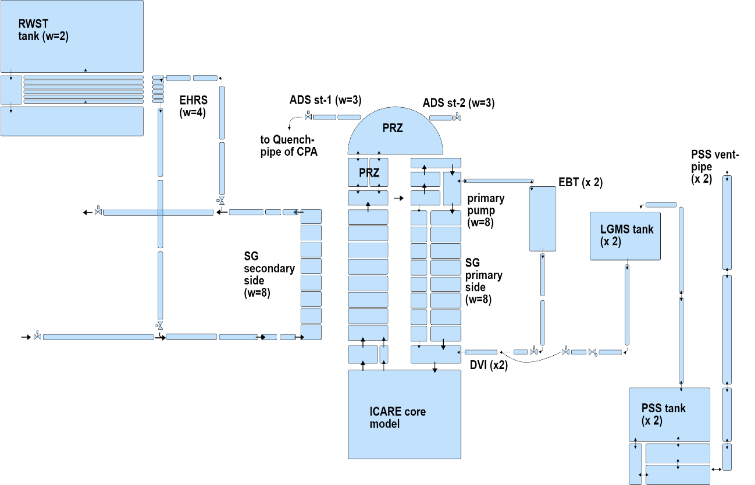 RWST
tank (w=2)
EHRS
(w=4)
ADS st-1 (w=3)
ADS st-2 (w=3)
to Quench-
pipe of CPA
PRZ
PRZ
PSS vent-
pipe
(x 2)
EBT (x 2)
primary
pump
(w=8)
LGMS tank
(x 2)
SG
secondary
side
(w=8)
SG
primary
side
(w=8)
DVI (x2)
ICARE core
model
PSS tank
(x 2)